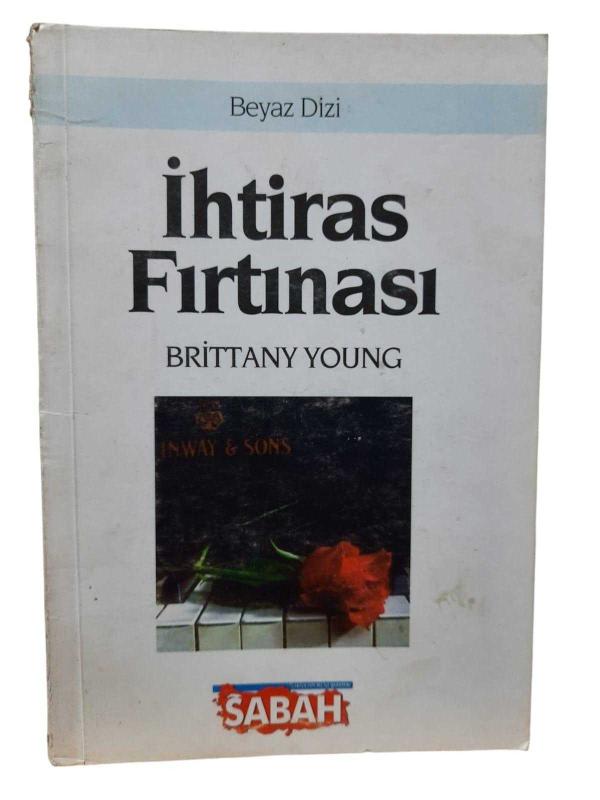 Beyaz Dizi
İhtiras
Fırtınası
BRİTTANY YOUNG
INWAY & SONS
SABAH